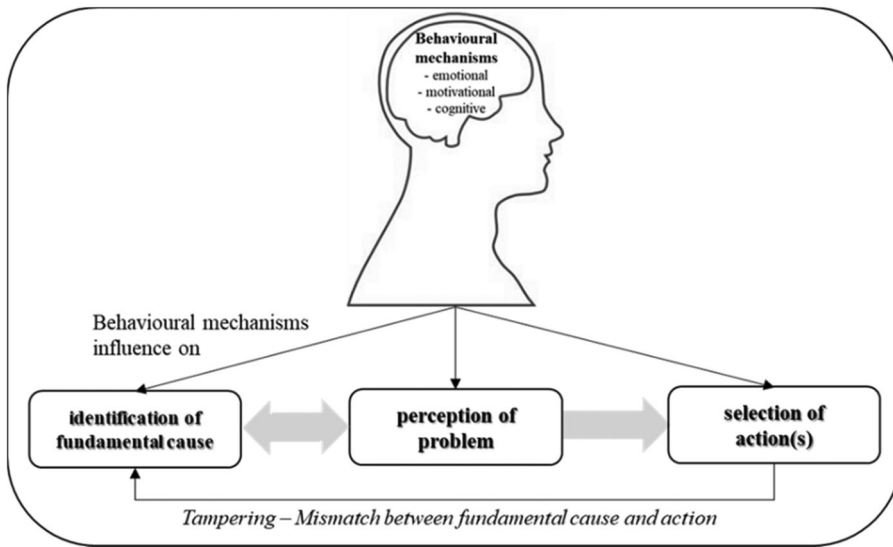 Behavioural
mechanisms
- emotional
- motivational
- cognitive
Behavioural mechanisms
influence on
identification of
fundamental cause
perception of
problem
selection of
action(s)
Tampering – Mismatch between fundamental cause and action